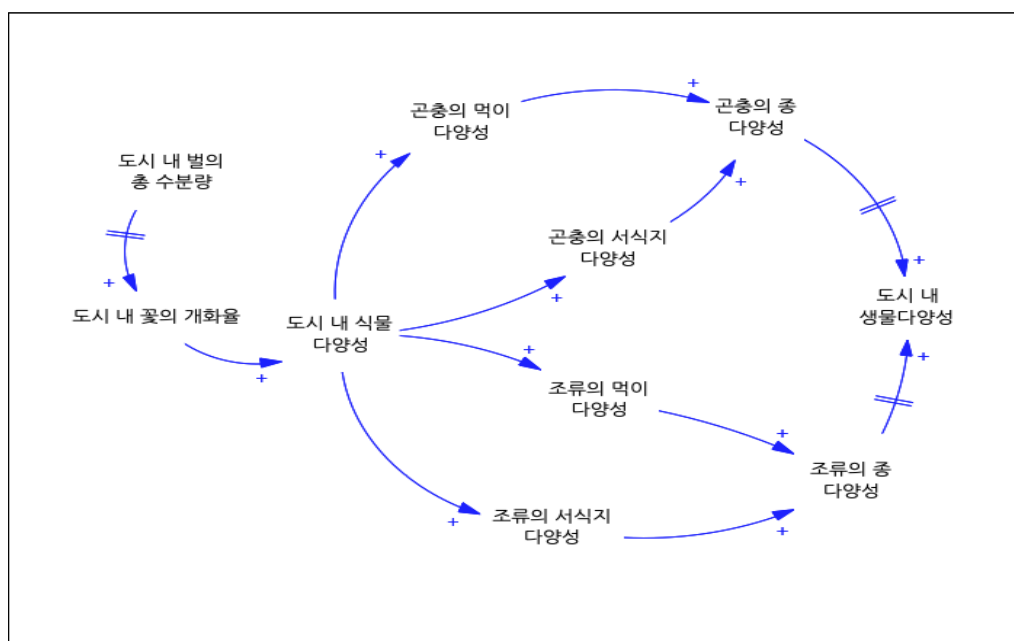 곤충의 먹이
다양성
곤충의 종
다양성
도시 내 벌의
총 수분량
곤충의 서식지
다양성
도시 내 꽃의 개화율
도시 내 식물
다양성
도시 내
생물다양성
조류의 먹이
다양성
조류의 종
다양성
조류의 서식지
다양성
+
+
+
+
+
+
+
+
+
+
+
+